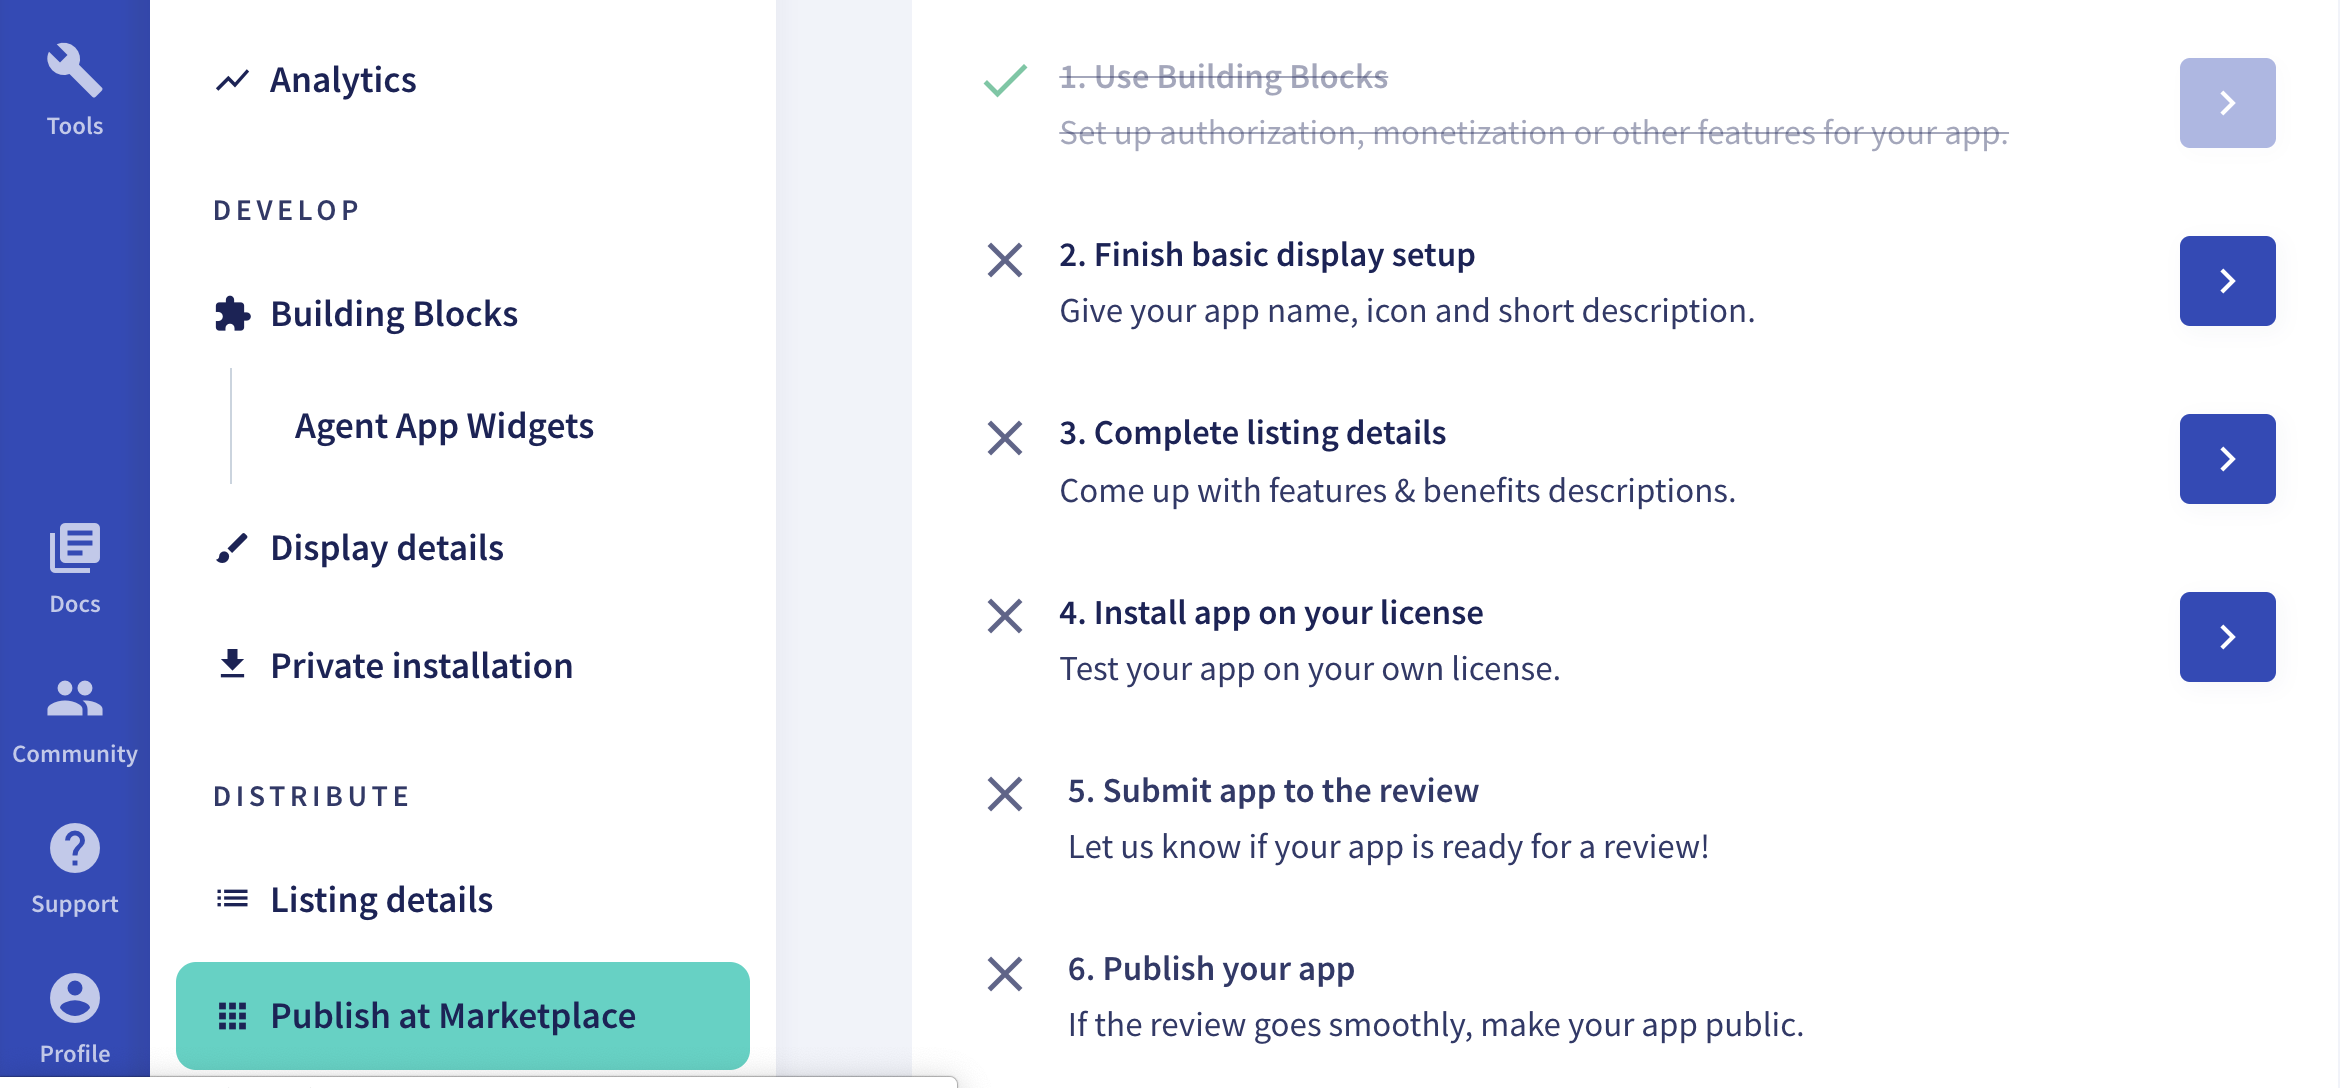 Tools
Docs
Community
Support
Profile
Analytics
DEVELOP
Building Blocks
Agent App Widgets
Display details
Private installation
DISTRIBUTE
Listing details
Publish at Marketplace
1. Use Building Blocks
Set up authorization, monetization or other features for your app.
2. Finish basic display setup
Give your app name, icon and short description.
3. Complete listing details
Come up with features & benefits descriptions.
4. Install app on your license
Test your app on your own license.
5. Submit app to the review
Let us know if your app is ready for a review!
6. Publish your app
If the review goes smoothly, make your app public.